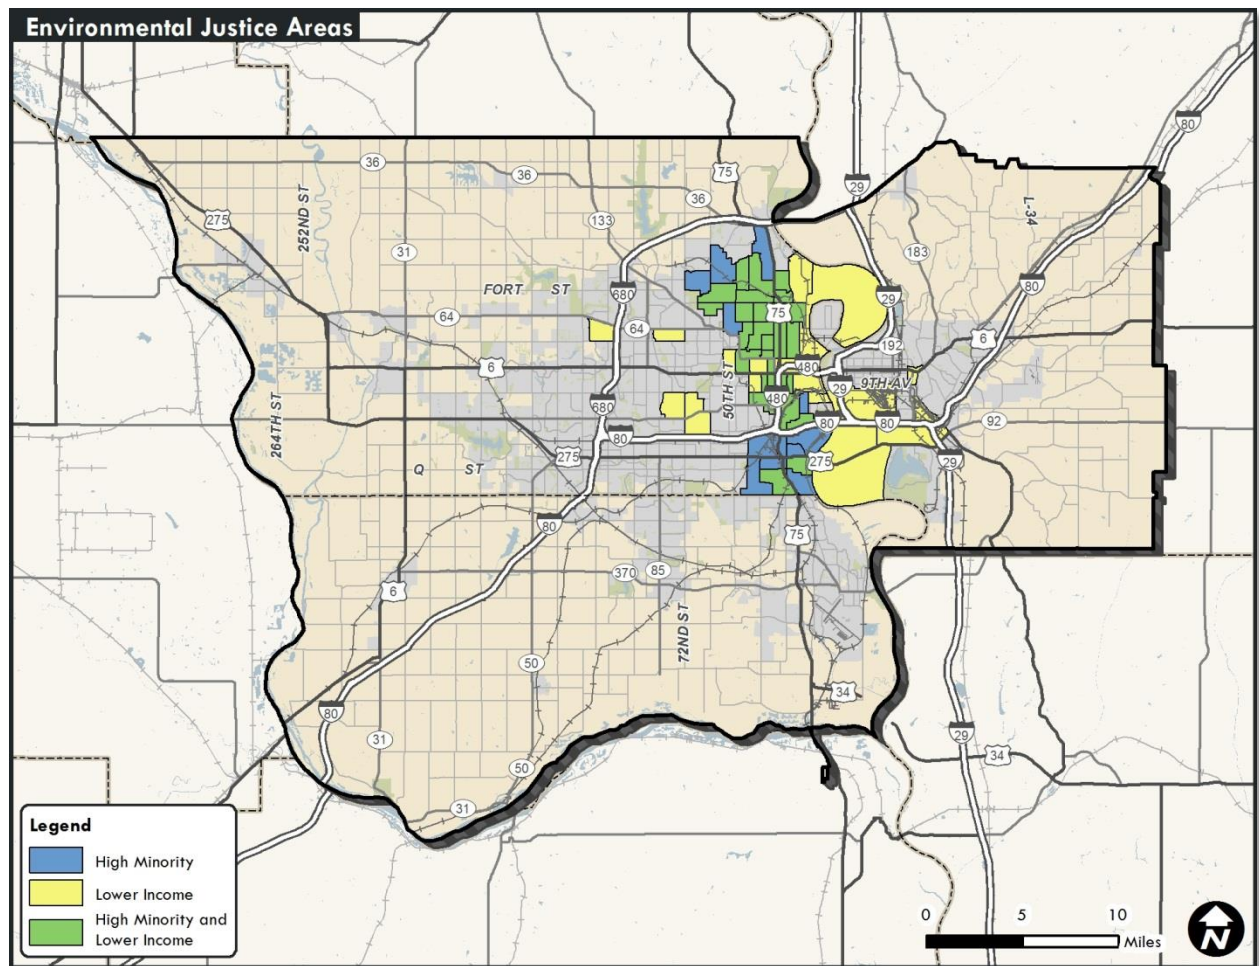 Environmental Justice Areas
80
36
75
36
29
36
L-34
275
252ND ST
133
183
31
680
29
80
FORT ST
64
64
75
192
6
6
480
29
9TH AV
264TH ST
680
50TH ST
480
80
80
92
80
Q ST
275
275
29
80
75
6
370
85
72ND ST
50
34
80
31
29
34
50
31
Legend
High Minority
Lower Income
High Minority and
Lower Income
0 5 10
Miles
N